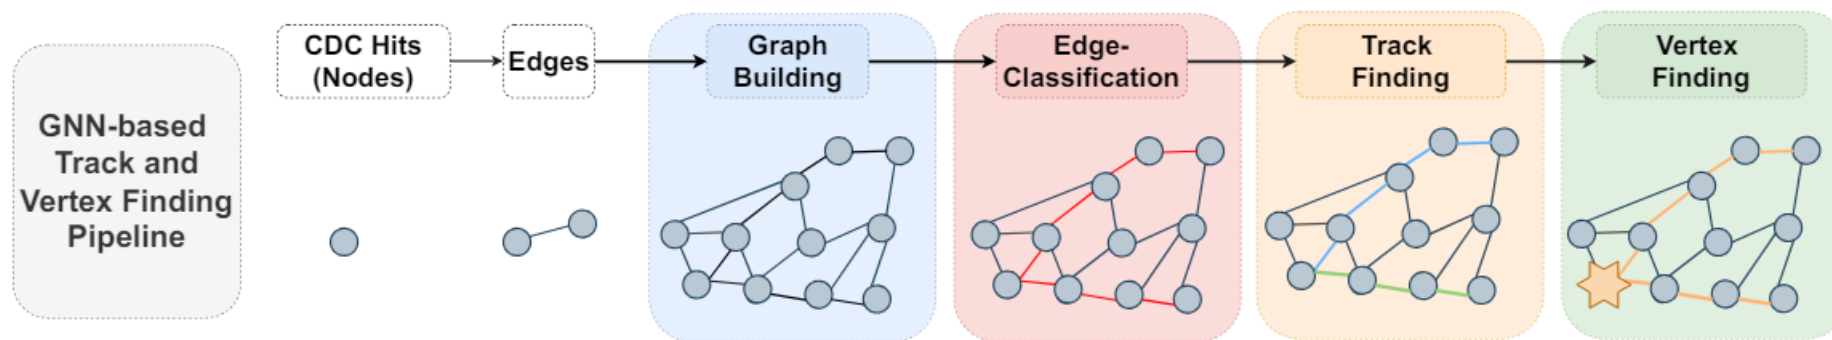 GNN-based
Track and
Vertex Finding
Pipeline
CDC Hits
(Nodes)
Edges
Graph
Building
Edge-
Classification
Track
Finding
Vertex
Finding